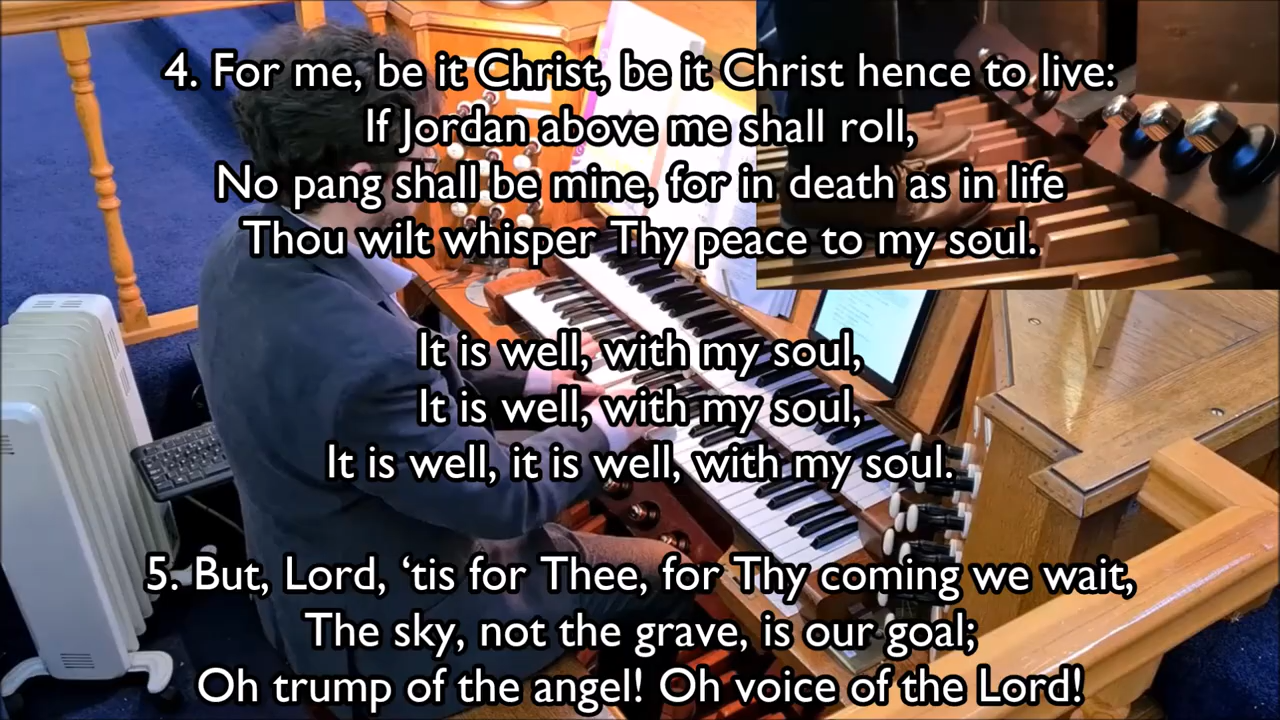 4. For me, be it Christ, be it Christ hence to live:
If Jordan above me shall roll,
No pang shall be mine, for in death as in life
Thou wilt whisper Thy peace to my soul.
It is well, with my soul,
It is well, with my soul,
It is well, it is well, with my soul.
5. But, Lord, ‘tis for Thee, for Thy coming we wait,
The sky, not the grave, is our goal;
Oh trump of the angel! Oh voice of the Lord!